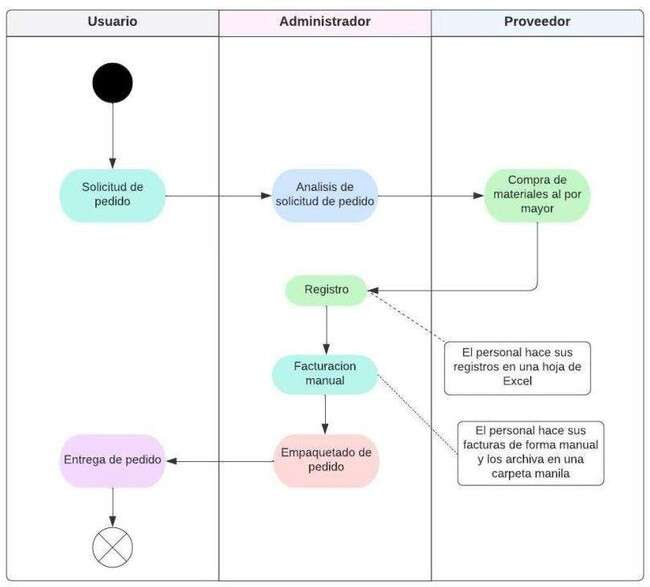 Usuario
Administrador
Proveedor
Solicitud de
pedido
Analisis de
solicitud de pedido
Compra de
materiales al por
mayor
Registro
El personal hace sus
registros en una hoja de
Excel
Facturacion
manual
El personal hace sus
facturas de forma manual
y los archiva en una
carpeta manila
Empaquetado de
pedido
Entrega de pedido